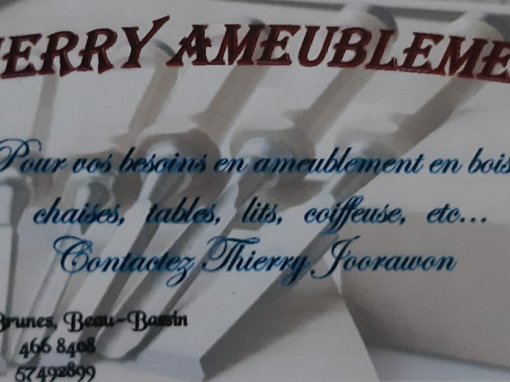 IERRY AMEUBLEME
Pour vos besoins en ameublement en bois
chaises, tables, lits, coiffeuse, etc...
Contactez Thierry Joorawon
Brunes, Beau-Bassin
466 8408
57492899